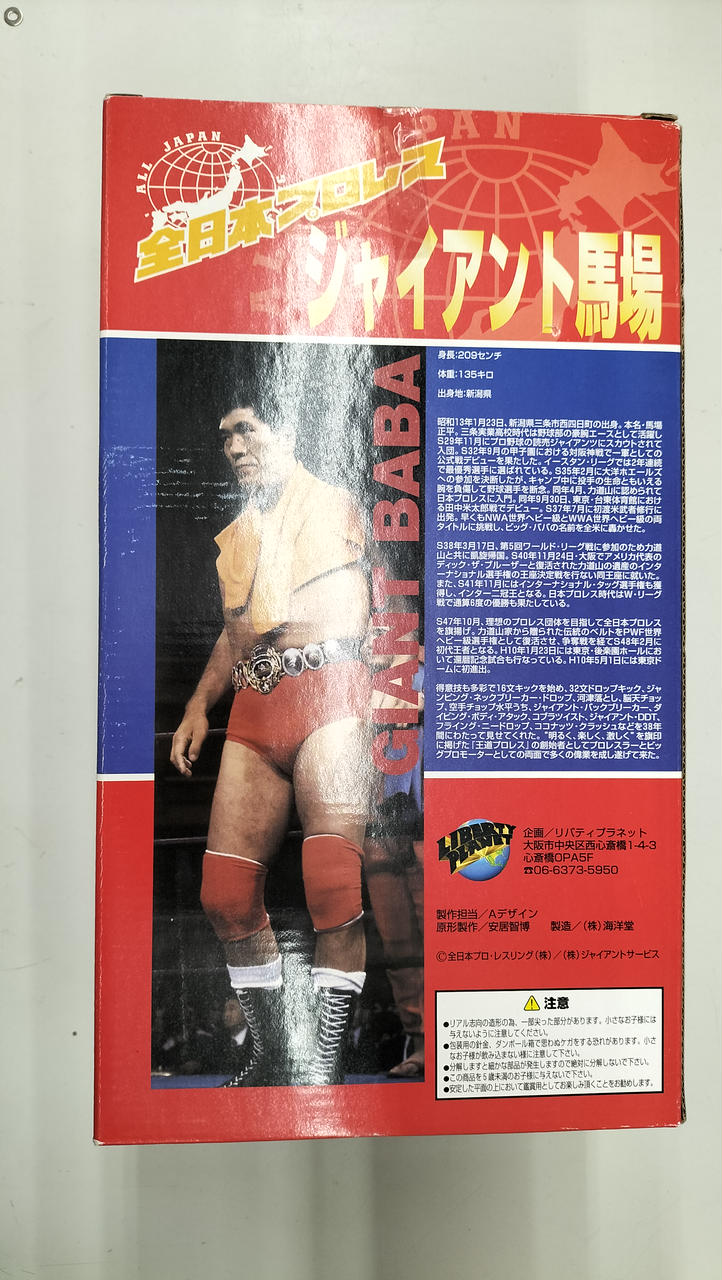 ALL JAPAN
全日本プロレス
ジャイアント馬場
GIANT BABA
身長:209センチ
体重:135キロ
出身地:新潟県
昭和13年1月23日、新潟県三条市西四日町の出身。本名・馬場
正平。三条実業高校時代は野球部の豪腕エースとして活躍し
S29年11月にプロ野球の読売ジャイアンツにスカウトされて
入団。S32年9月の甲子園における対阪神戦で一軍としての
公式戦デビューを果たした。イースタン・リーグでは2年連続
で最優秀選手に選ばれている。S35年2月に大洋ホエールズ
への参加を決断したが、キャンプ中に投手の生命ともいえる
腕を負傷して野球選手を断念。同年4月、力道山に認められて
日本プロレスに入門。同年9月30日、東京・台東体育館におけ
る田中米太郎戦でデビュー。S37年7月に初渡米武者修行に
出発。早くもNWA世界ヘビー級とWWA世界ヘビー級の両
タイトルに挑戦し、ビッグ・ババの名前を全米に轟かせた。
S38年3月17日、第5回ワールド・リーグ戦に参加のため力道
山と共に凱旋帰国。S40年11月24日・大阪でアメリカ代表の
ディック・ザ・ブルーザーと復活された力道山の遺産のインタ
ーナショナル選手権の王座決定戦を行ない同王座に就いた。
また、S41年11月にはインターナショナル・タッグ選手権も獲
得し、インター二冠王となる。日本プロレス時代はW・リーグ
戦で通算6度の優勝も果たしている。
S47年10月、理想のプロレス団体を目指して全日本プロレス
を旗揚げ。力道山家から贈られた伝統のベルトをPWF世界
ヘビー級選手権として復活させ、争奪戦を経てS48年2月に
初代王者となる。H10年1月23日には東京・後楽園ホールにお
いて還暦記念試合も行なっている。H10年5月1日には東京ド
ームに初進出。
得意技も多彩で16文キックを始め、32文ドロップキック、ジャ
ンピング・ネックブリーカー・ドロップ、河津落とし、脳天チョッ
プ、空手チョップ水平うち、ジャイアント・バックブリーカー、ダ
イビング・ボディ・アタック、コブラツイスト、ジャイアント・DDT、
フライング・ニードロップ、ココナッツ・クラッシュなどを38年
間にわたって見せてくれた。“明るく、楽しく、激しく”を旗印
に掲げた「王道プロレス」の創始者としてプロレスラーとビッ
グプロモーターとしての両面で多くの偉業を成し遂げて来た。
LIBERTY
PLANET
企画／リバティプラネット
大阪市中央区西心斎橋1-4-3
心斎橋OPA5F
☎06-6373-5950
製作担当／Aデザイン
原形製作／安居智博 製造／(株)海洋堂
©全日本プロ・レスリング(株)／(株)ジャイアントサービス
注意
●リアル志向の造形の為、一部尖った部分があります。小さなお子様には
与えないように注意してください。
●包装用の針金、ダンボール箱で思わぬケガをする恐れがあります。小さ
なお子様が飲み込まない様に注意して下さい。
●分解しますと細かな部品が発生しますので絶対に分解しないで下さい。
●この商品を5歳未満のお子様に与えないで下さい。
●安定した平面の上において鑑賞用としてお楽しみ頂くことをお勧めします。